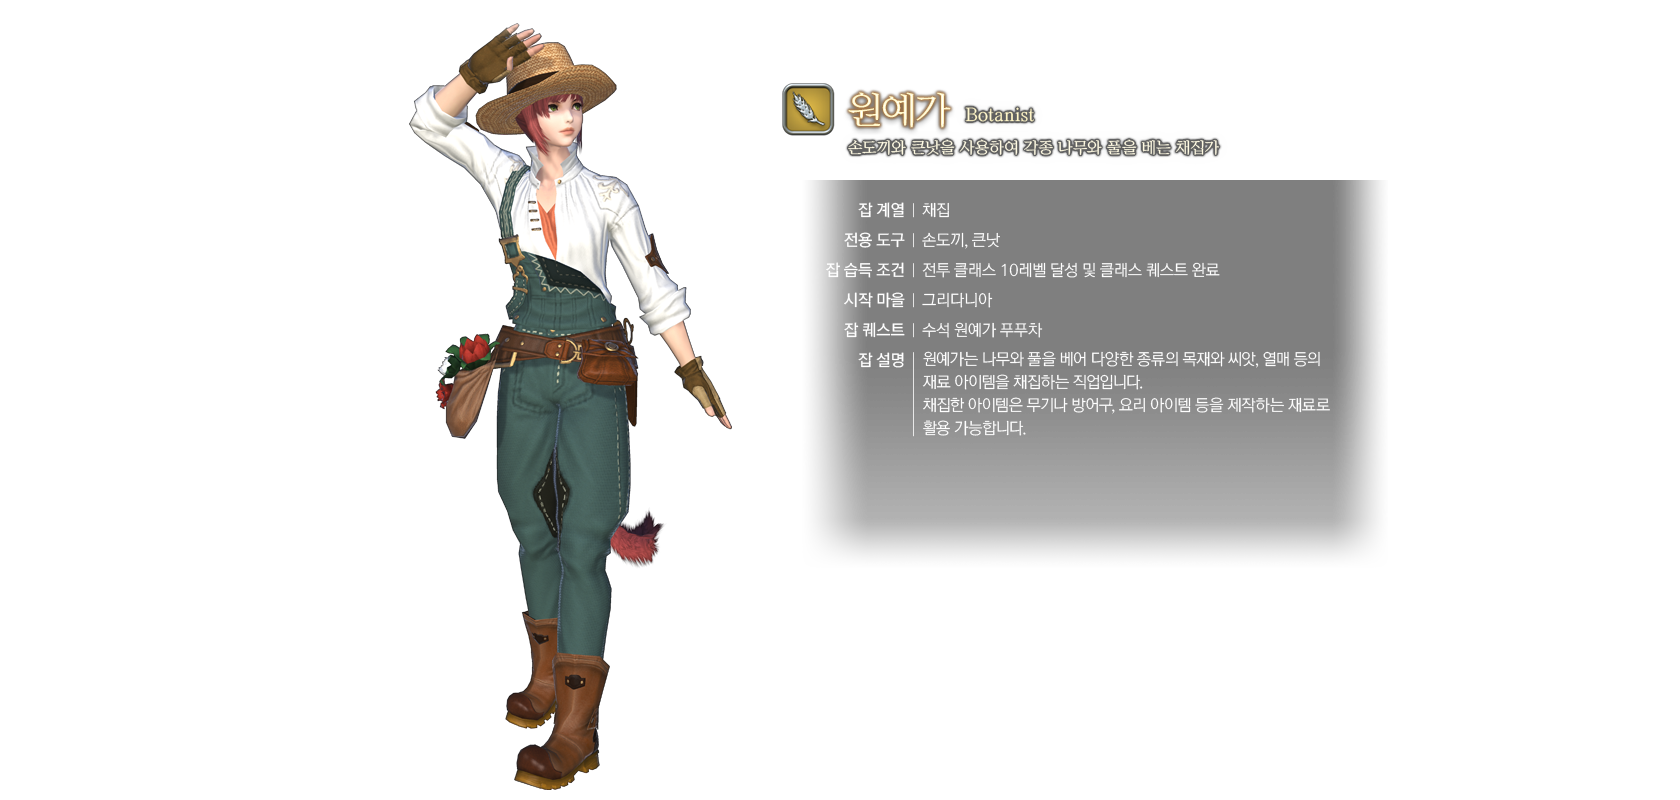 원예가 Botanist
손도끼와 큰낫을 사용하여 각종 나무와 풀을 베는 채집가
잡 계열 채집
전용 도구 손도끼, 큰낫
잡 습득 조건 전투 클래스 10레벨 달성 및 클래스 퀘스트 완료
시작 마을 그리다니아
잡 퀘스트 수석 원예가 푸푸차
잡 설명 원예가는 나무와 풀을 베어 다양한 종류의 목재와 씨앗, 열매 등의
재료 아이템을 채집하는 직업입니다.
채집한 아이템은 무기나 방어구, 요리 아이템 등을 제작하는 재료로
활용 가능합니다.